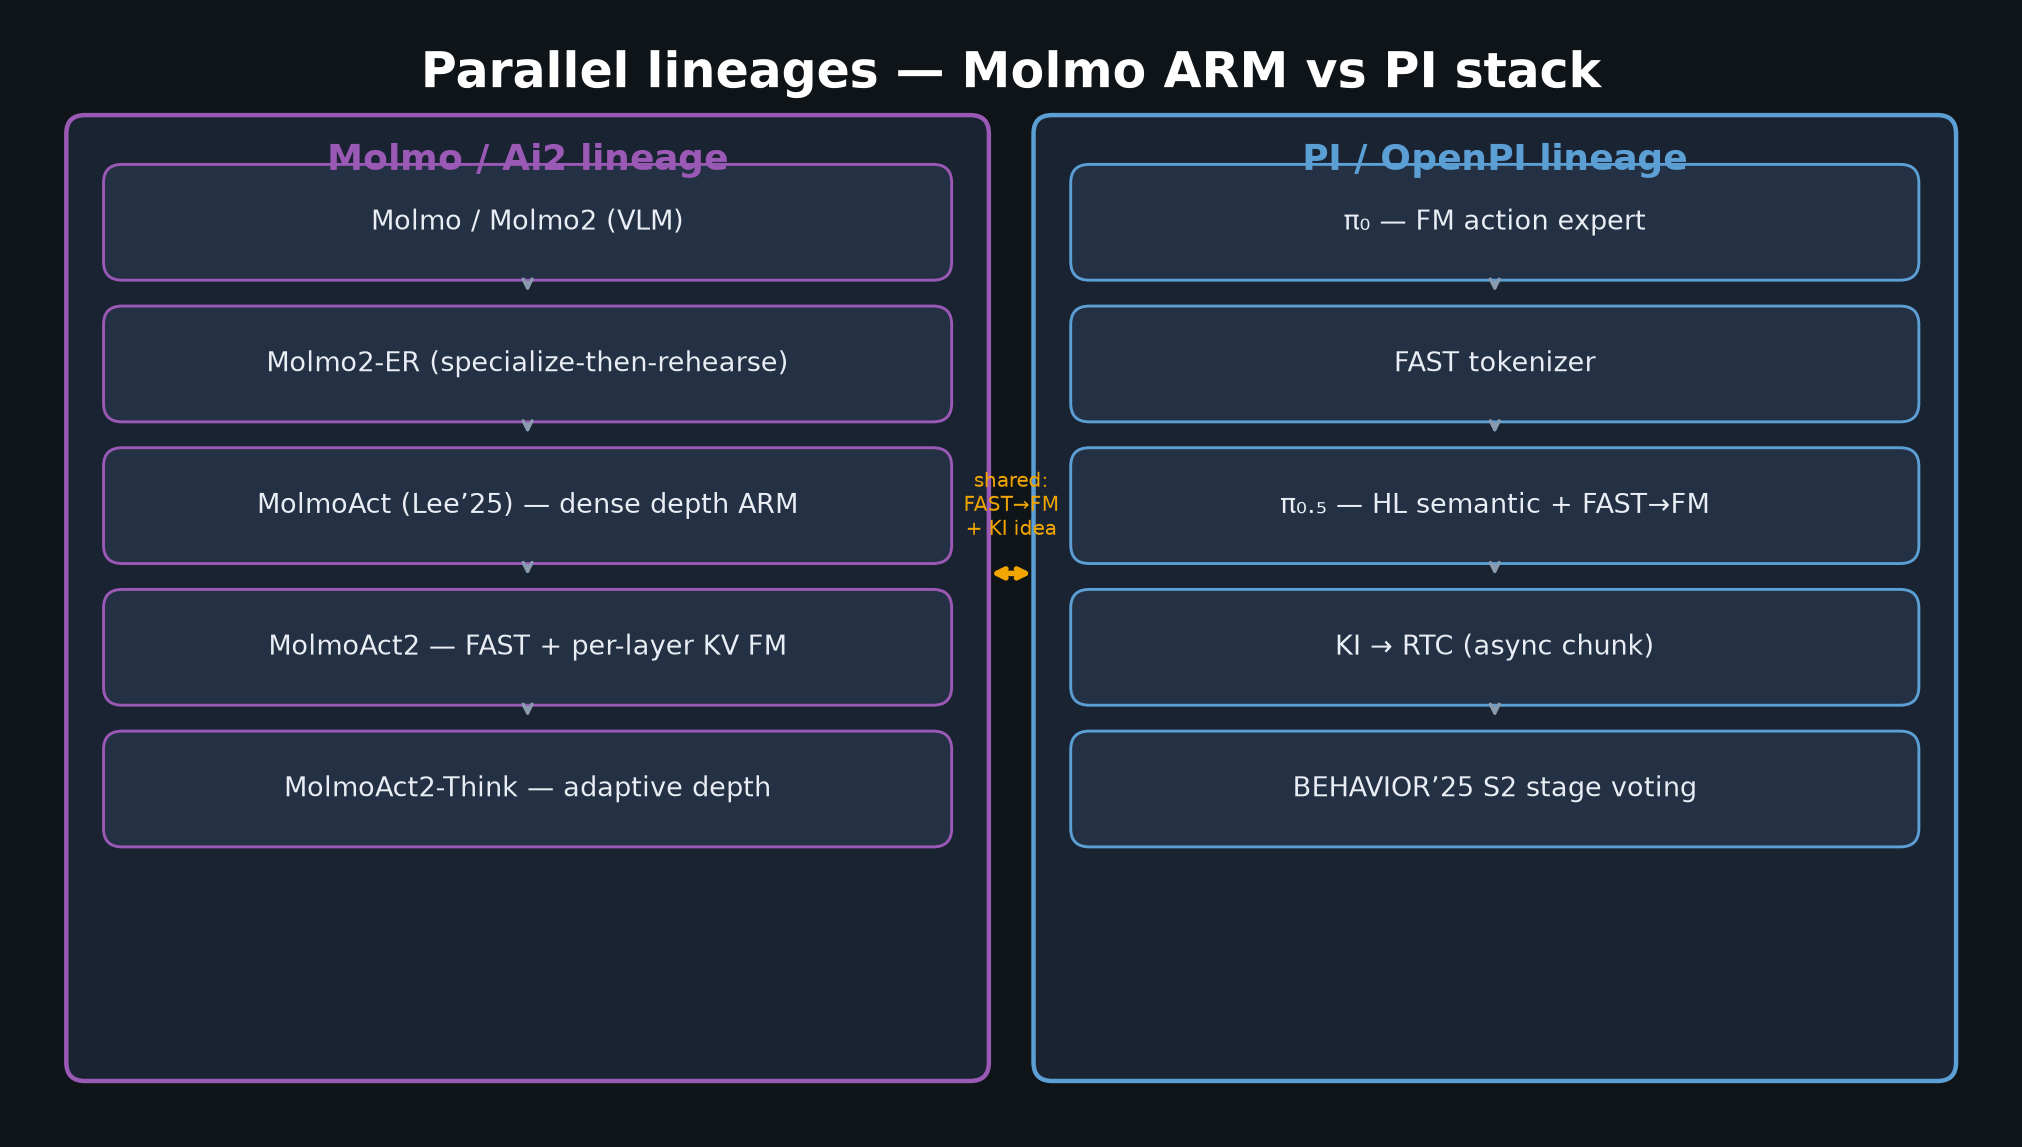 Parallel lineages — Molmo ARM vs PI stack
Molmo / Ai2 lineage
Molmo / Molmo2 (VLM)
Molmo2-ER (specialize-then-rehearse)
MolmoAct (Lee’25) — dense depth ARM
MolmoAct2 — FAST + per-layer KV FM
MolmoAct2-Think — adaptive depth
shared:
FAST→FM
+ KI idea
PI / OpenPI lineage
π₀ — FM action expert
FAST tokenizer
π₀.₅ — HL semantic + FAST→FM
KI → RTC (async chunk)
BEHAVIOR’25 S2 stage voting